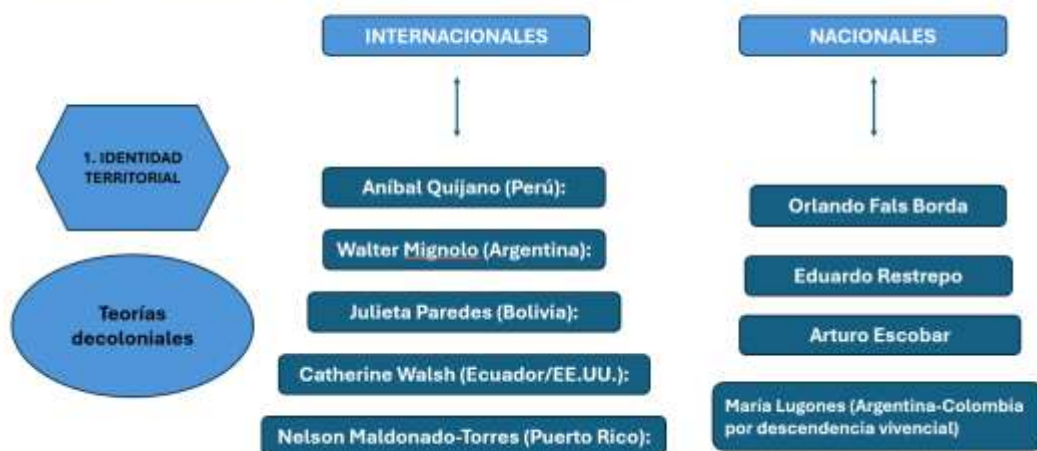 INTERNACIONALES
NACIONALES
1. IDENTIDAD
TERRITORIAL
Teorías
decoloniales
Aníbal Quijano (Perú):
Walter Mignolo (Argentina):
Julieta Paredes (Bolivia):
Catherine Walsh (Ecuador/EE.UU.):
Nelson Maldonado-Torres (Puerto Rico):
Orlando Fals Borda
Eduardo Restrepo
Arturo Escobar
María Lugones (Argentina-Colombia
por descendencia vivencial)